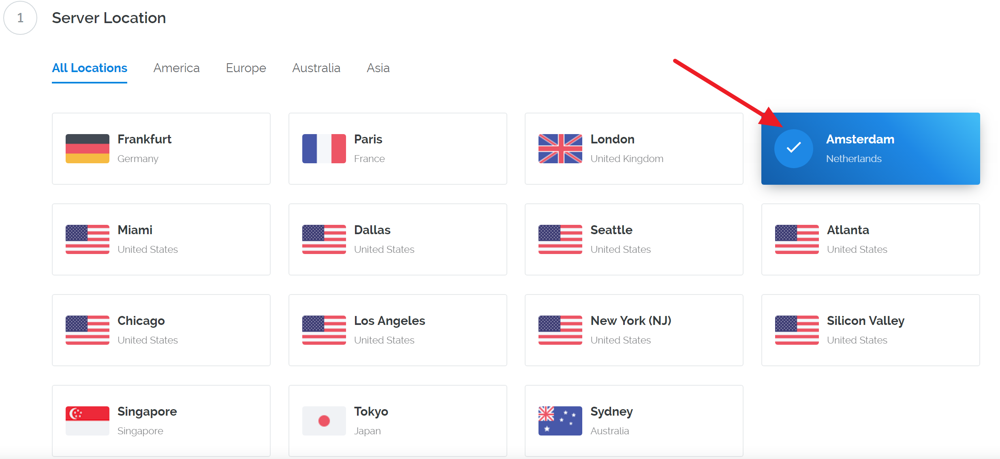 1
Server Location
All Locations America Europe Australia Asia
Frankfurt
Germany
Paris
France
London
United Kingdom
Amsterdam
Netherlands
Miami
United States
Dallas
United States
Seattle
United States
Atlanta
United States
Chicago
United States
Los Angeles
United States
New York (NJ)
United States
Silicon Valley
United States
Singapore
Singapore
Tokyo
Japan
Sydney
Australia